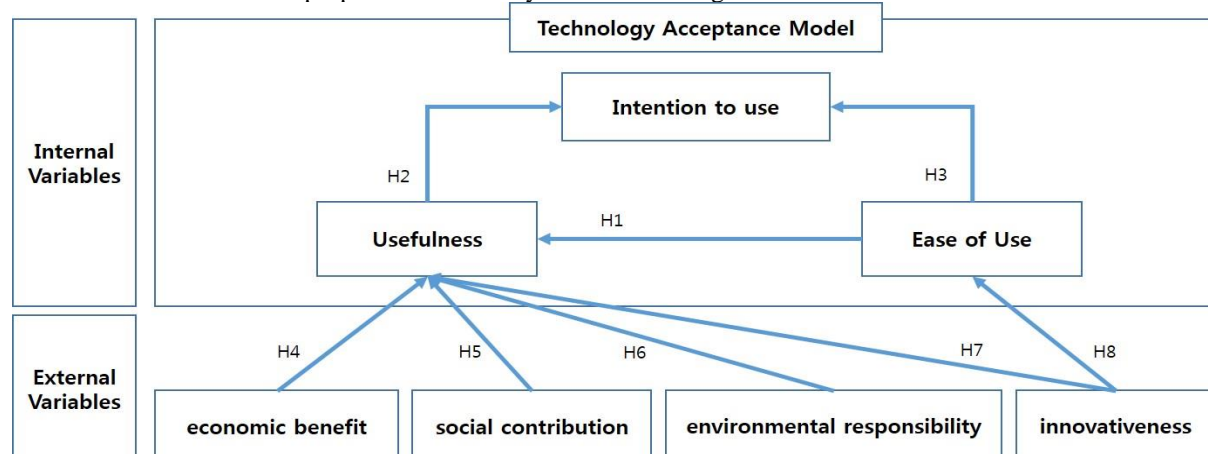 Technology Acceptance Model
Intention to use
Internal
Variables
H2
H3
Usefulness
H1
Ease of Use
H4
H5
H6
H7
H8
External
Variables
economic benefit
social contribution
environmental responsibility
innovativeness